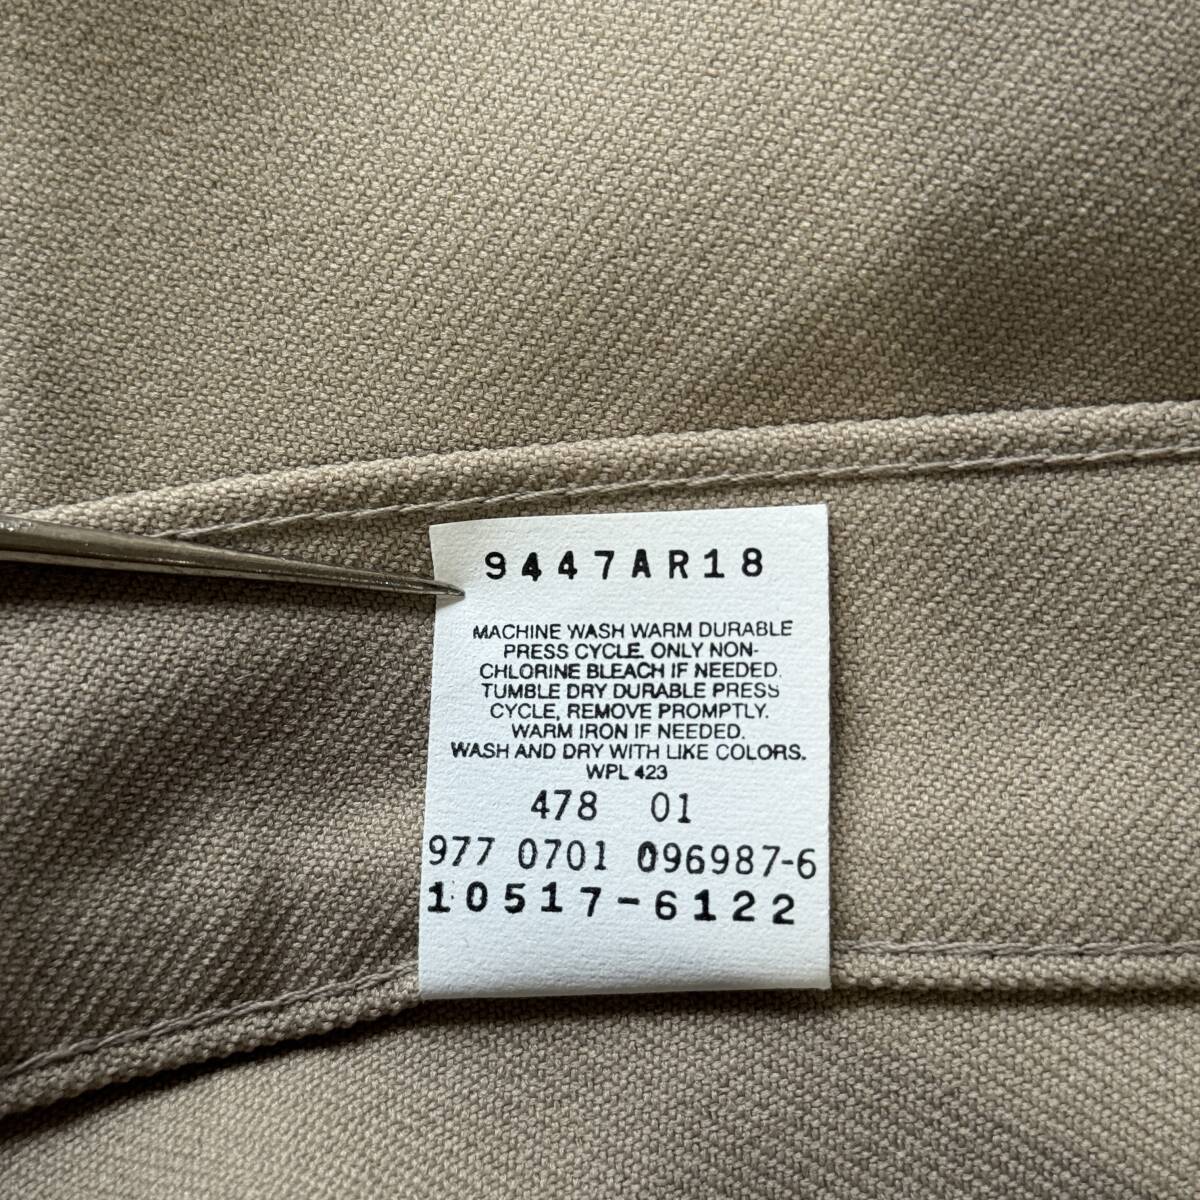 9447AR18
MACHINE WASH WARM DURABLE
PRESS CYCLE. ONLY NON-
CHLORINE BLEACH IF NEEDED.
TUMBLE DRY DURABLE PRESS
CYCLE, REMOVE PROMPTLY.
WARM IRON IF NEEDED.
WASH AND DRY WITH LIKE COLORS.
WPL 423
478 01
977 0701 096987-6
10517-6122